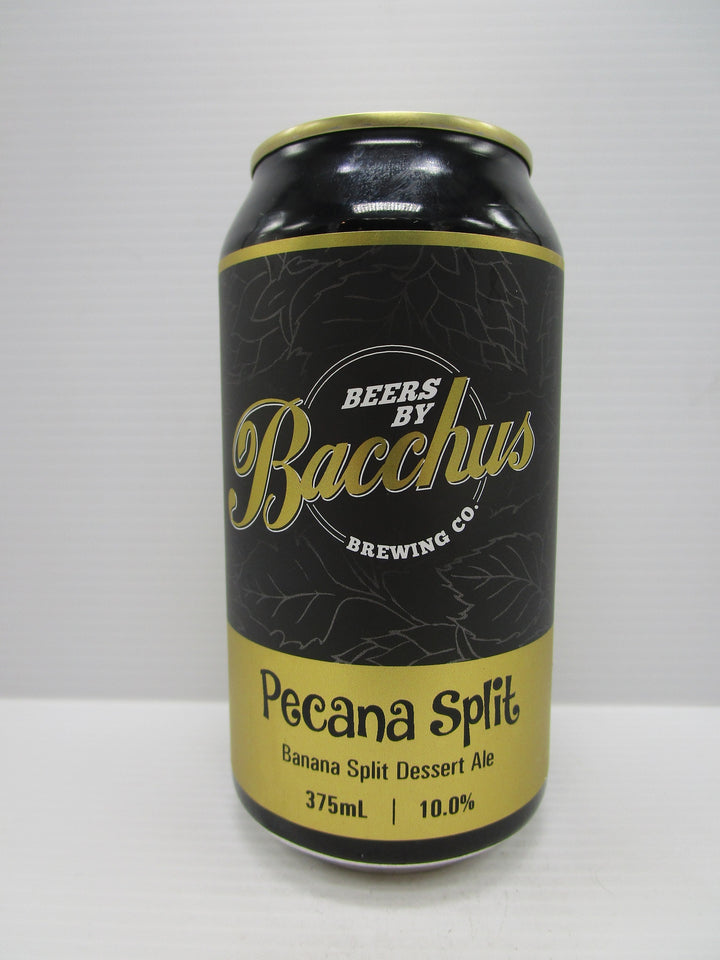 BEERS
BY
Bacchus
BREWING CO.
Pecana Split
Banana Split Dessert Ale
375mL | 10.0%